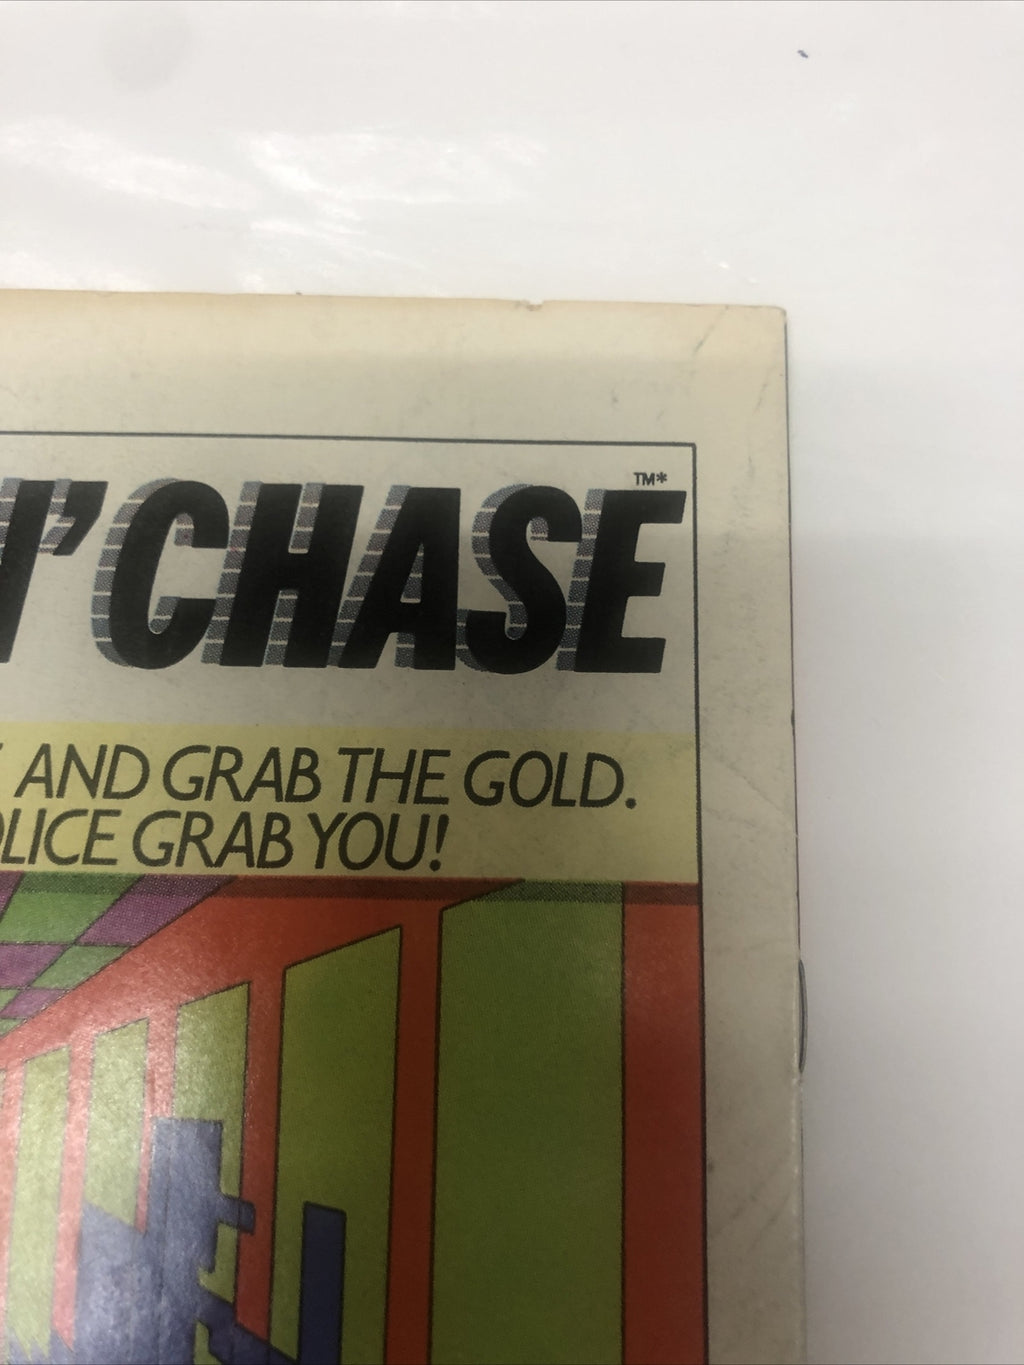 TM*
N'CHASE
AND GRAB THE GOLD.
OLICE GRAB YOU!